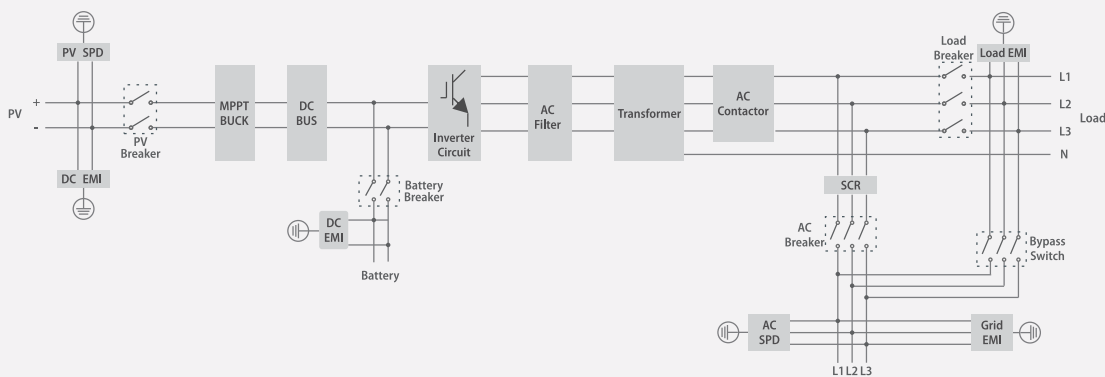 PV SPD
PV
+
-
PV
Breaker
DC EMI
MPPT
BUCK
DC
BUS
Battery
Breaker
DC
EMI
Battery
Inverter
Circuit
AC
Filter
Transformer
AC
Contactor
SCR
AC
Breaker
AC
SPD
L1 L2 L3
Load
Breaker
Load EMI
L1
L2
L3
Load
N
Bypass
Switch
Grid
EMI